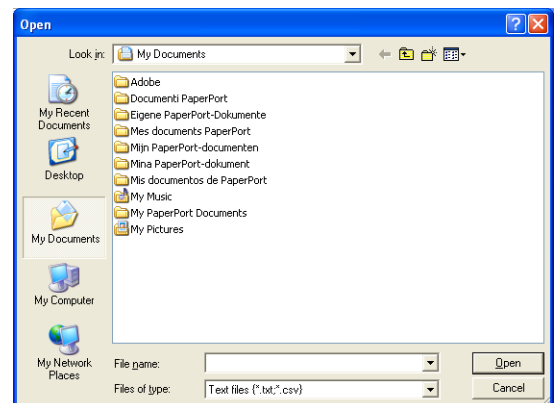 Open
Look in: My Documents
My Recent
Documents
Desktop
My Documents
My Computer
My Network
Places
Adobe
Documenti PaperPort
Eigene PaperPort-Dokumente
Mes documents PaperPort
Mijn PaperPort-documenten
Mina PaperPort-dokument
Mis documentos de PaperPort
My Music
My PaperPort Documents
My Pictures
File name:
Open
Files of type: Text files (*.txt;*.csv)
Cancel